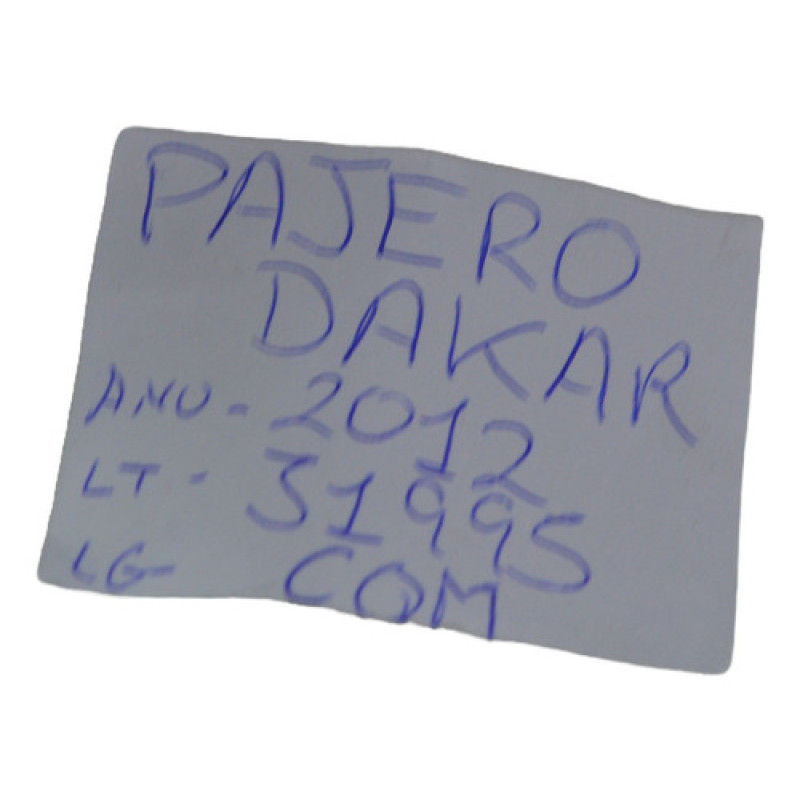 PAJERO
DAKAR
ANO - 2012
LT - 31995
LG- COM